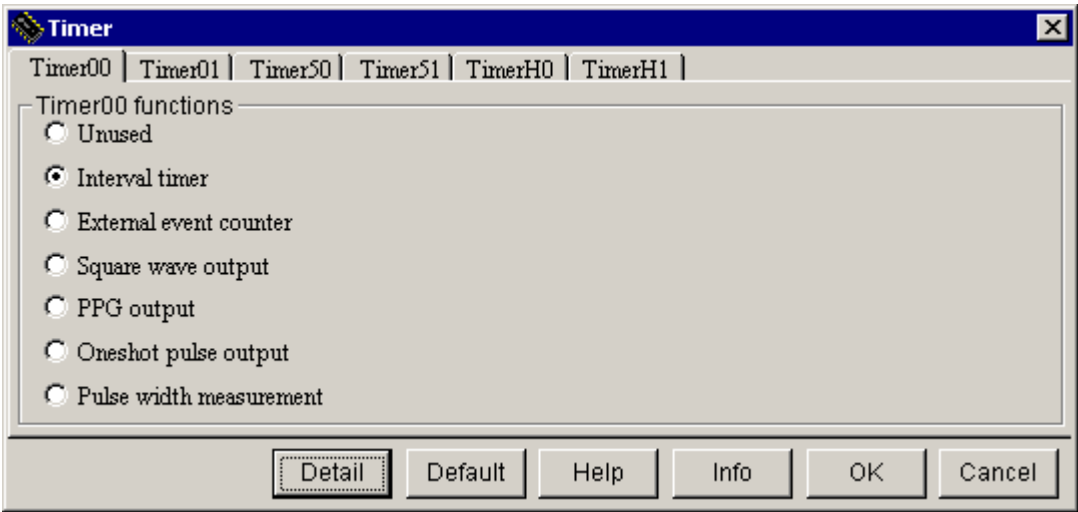 Timer
Timer00 Timer01 Timer50 Timer51 TimerH0 TimerH1
Timer00 functions
Unused
Interval timer
External event counter
Square wave output
PPG output
Oneshot pulse output
Pulse width measurement
Detail Default Help Info OK Cancel